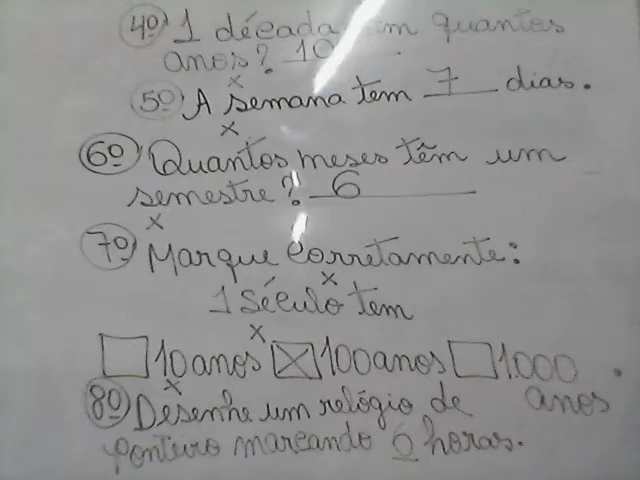 4º) 1 década em quantos
anos? 10
5º) A semana tem 7 dias.
6º) Quantos meses têm um
semestre? 6
7º) Marque corretamente:
1 Século tem
10 anos X 100 anos 1.000
8º) Desenhe um relógio de anos
ponteiro marcando 6 horas.